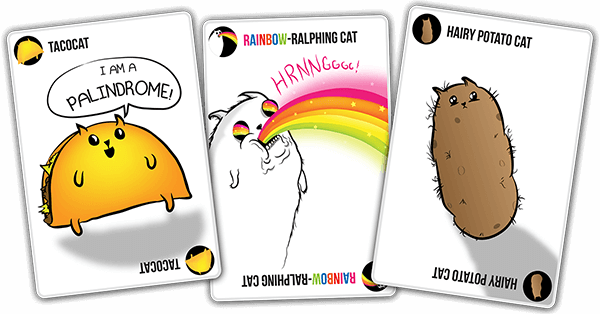 TACOCAT
I AM A
PALINDROME!
TACOCAT
RAINBOW-RALPHING CAT
HRNNGGGG!
RAINBOW-RALPHING CAT
HAIRY POTATO CAT
HAIRY POTATO CAT